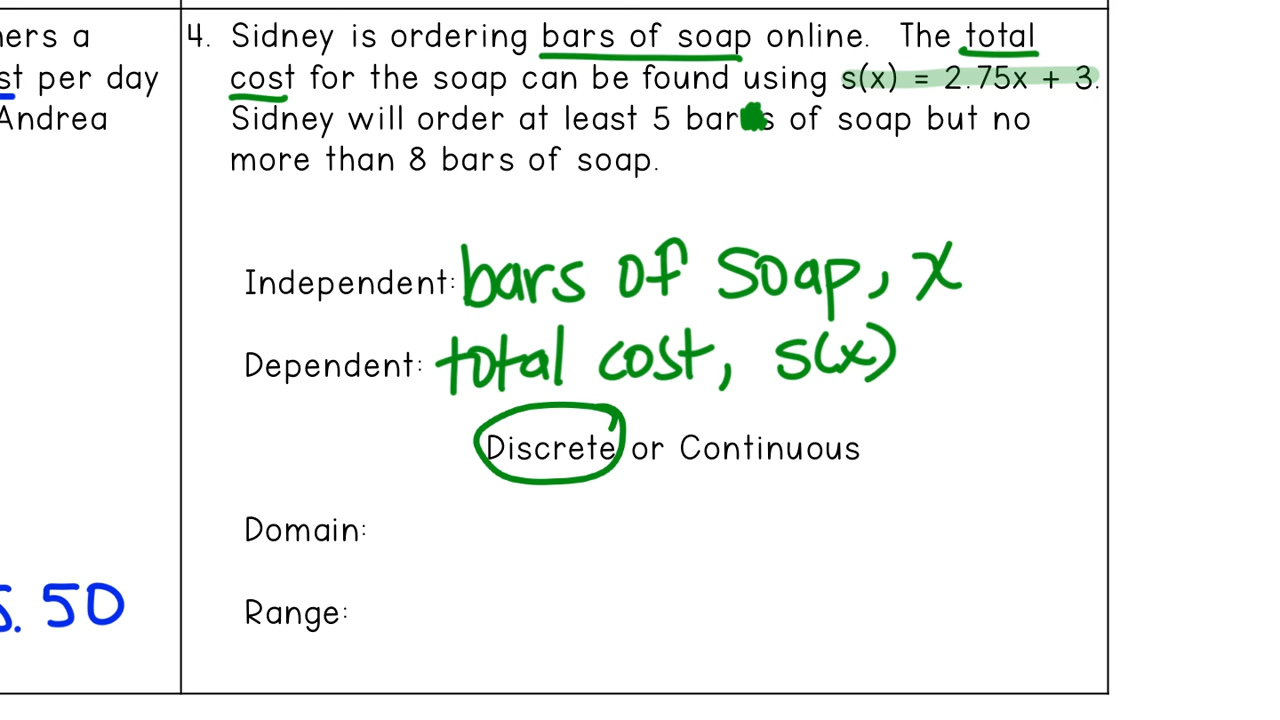 ners a
st per day
Andrea
5.50
4. Sidney is ordering bars of soap online. The total
cost for the soap can be found using s(x) = 2.75x + 3.
Sidney will order at least 5 bars of soap but no
more than 8 bars of soap.
Independent: bars of soap, x
Dependent: total cost, s(x)
Discrete or Continuous
Domain:
Range: